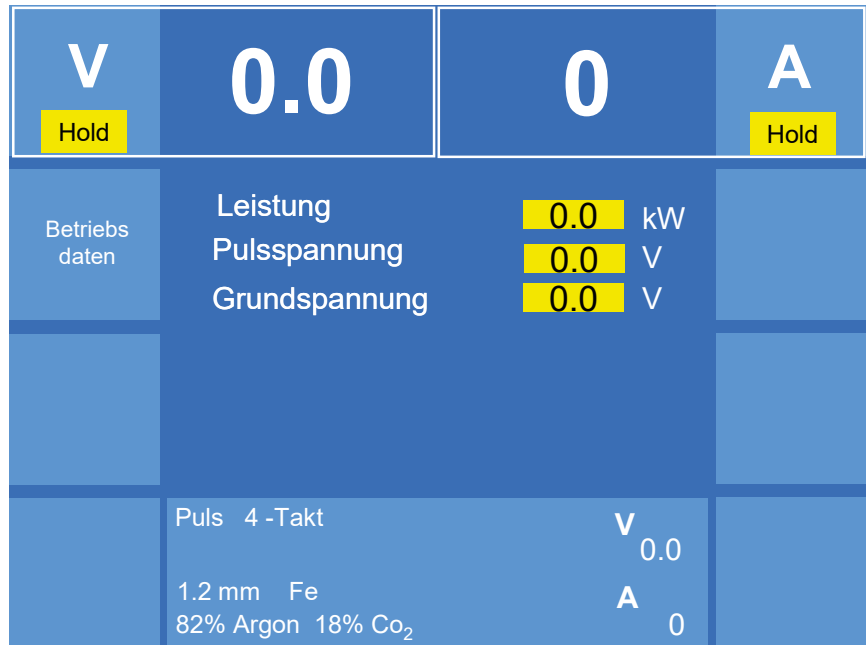 V 0.0 0 A
Hold Hold
Betriebs
daten
Leistung 0.0 kW
Pulsspannung 0.0 V
Grundspannung 0.0 V
Puls 4 -Takt V
0.0
1.2 mm Fe A
82% Argon 18% Co₂ 0